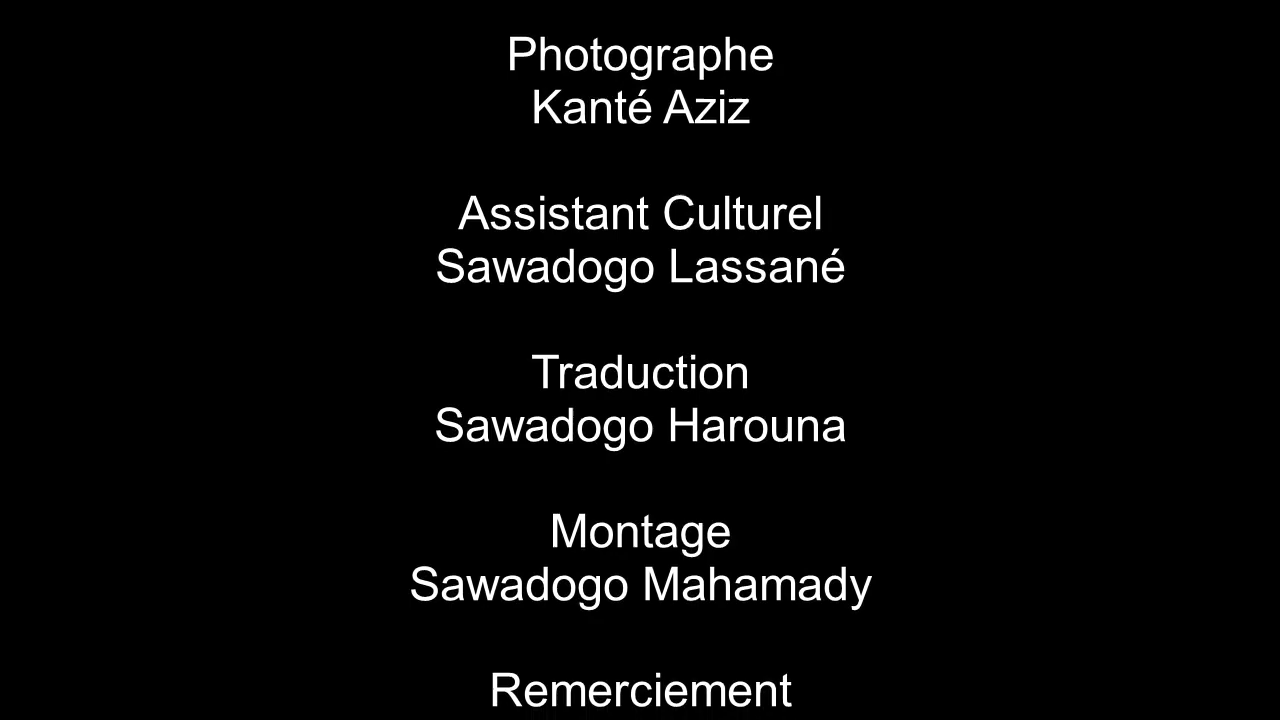 Photographe
Kanté Aziz
Assistant Culturel
Sawadogo Lassané
Traduction
Sawadogo Harouna
Montage
Sawadogo Mahamady
Remerciement